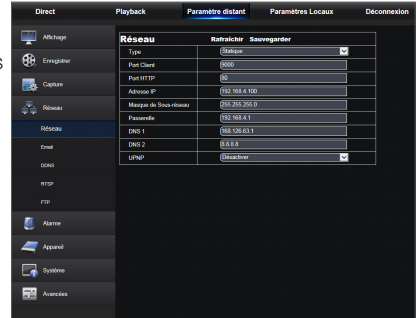 Direct Playback Paramètre distant Paramètres Locaux Déconnexion
Affichage
Enregistrer
Capture
Réseau
Réseau
Email
DDNS
RTSP
FTP
Alarme
Appareil
Système
Avancées
Réseau Rafraîchir Sauvegarder
Type Statique
Port Client 9000
Port HTTP 80
Adresse IP 192.168.4.100
Masque de Sous-réseau 255.255.255.0
Passerelle 192.168.4.1
DNS 1 168.126.63.1
DNS 2 8.8.8.8
UPNP Désactiver
s